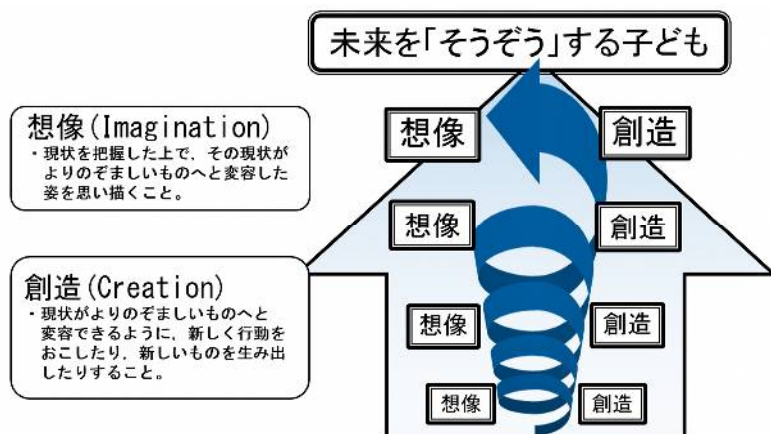 未来を「そうぞう」する子ども
想像(Imagination)
・現状を把握した上で，その現状が
よりのぞましいものへと変容した
姿を思い描くこと。
創造(Creation)
・現状がよりのぞましいものへと
変容できるように，新しく行動を
おこしたり，新しいものを生み出
したりすること。
想像
創造
想像
創造
想像
創造
想像
創造